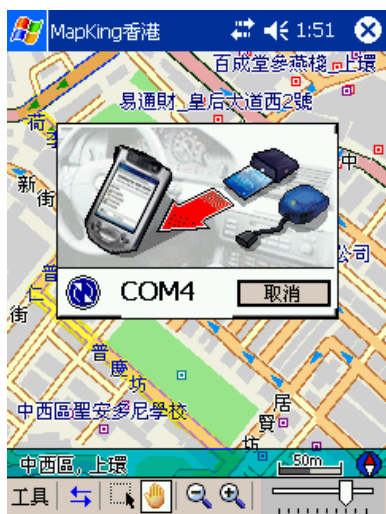 MapKing香港
1:51
百成堂參燕棧
上環
易通財_皇后大道西2號
荷
中
新
街
公司
COM4
取消
普
仁
街
普
慶
坊
中西區聖安多尼學校
居
賢
坊
中西區, 上環
50m
工具